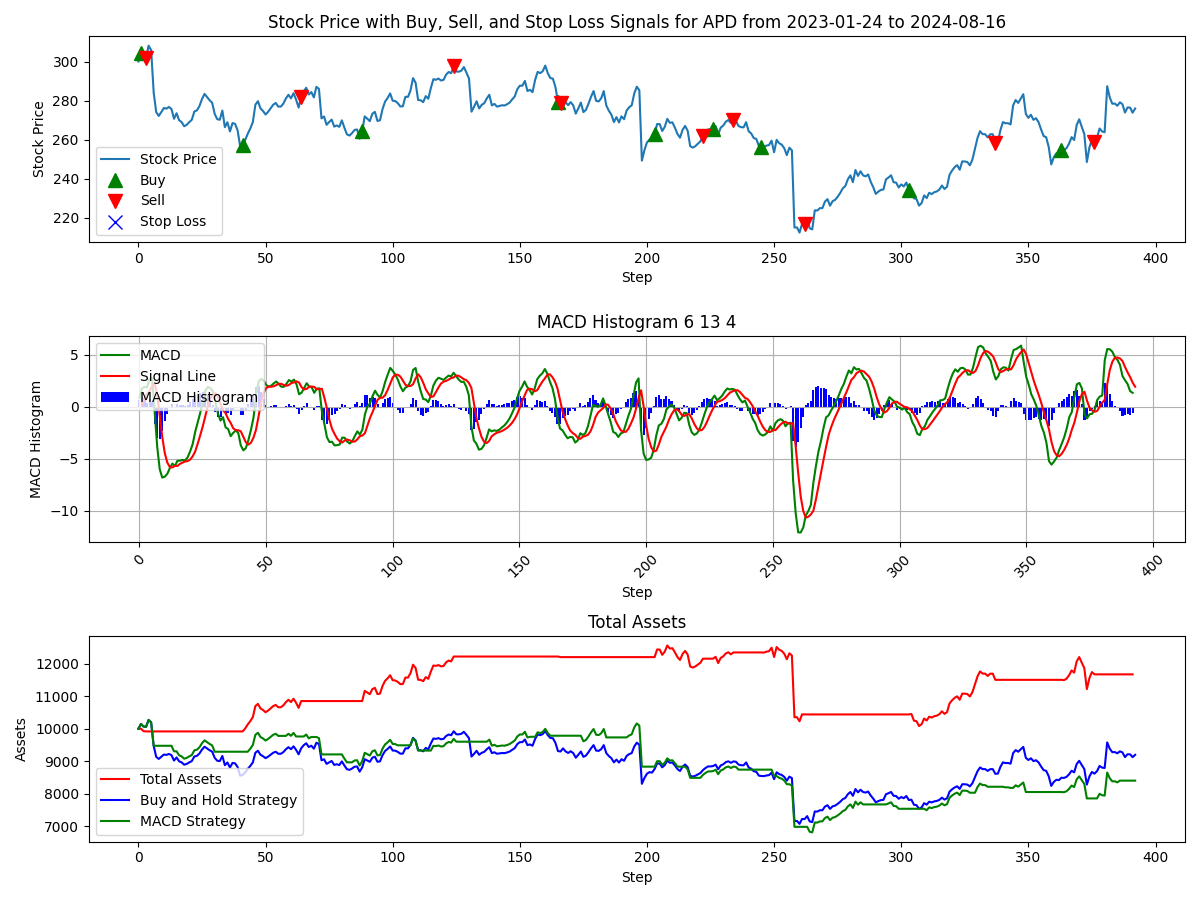 Stock Price with Buy, Sell, and Stop Loss Signals for APD from 2023-01-24 to 2024-08-16
300
280
260
240
220
Stock Price
Stock Price
Buy
Sell
Stop Loss
0 50 100 150 200 250 300 350 400
Step
MACD Histogram 6 13 4
5
0
−5
−10
MACD Histogram
MACD
Signal Line
MACD Histogram
0 50 100 150 200 250 300 350 400
Step
Total Assets
12000
11000
10000
9000
8000
7000
Assets
Total Assets
Buy and Hold Strategy
MACD Strategy
0 50 100 150 200 250 300 350 400
Step